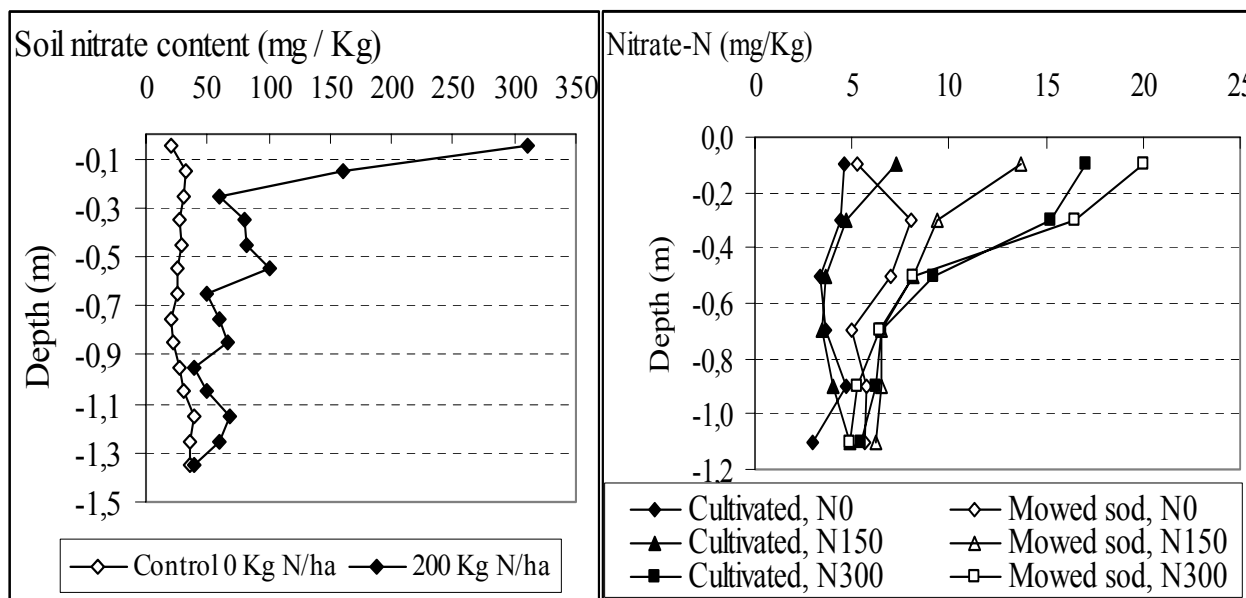 Soil nitrate content (mg / Kg)
0 50 100 150 200 250 300 350
-0,1
-0,3
-0,5
-0,7
-0,9
-1,1
-1,3
-1,5
Depth (m)
Control 0 Kg N/ha 200 Kg N/ha
Nitrate-N (mg/Kg)
0 5 10 15 20 25
0,0
-0,2
-0,4
-0,6
-0,8
-1,0
-1,2
Depth (m)
Cultivated, N0 Mowed sod, N0
Cultivated, N150 Mowed sod, N150
Cultivated, N300 Mowed sod, N300